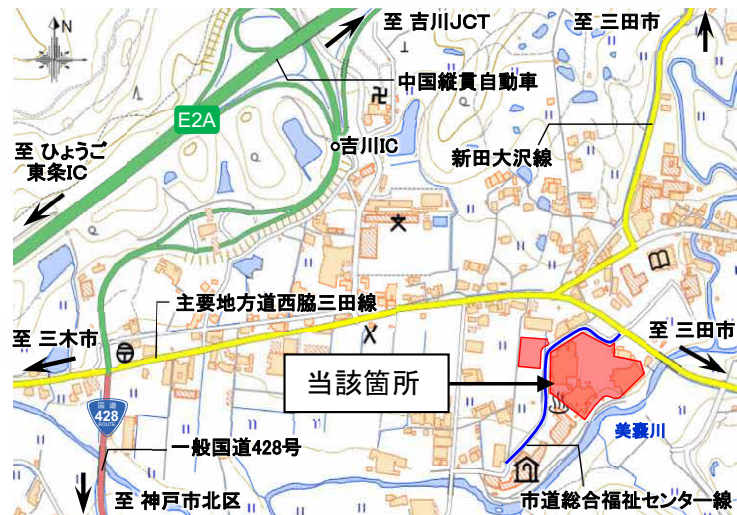 N
至 吉川JCT
至 三田市
中国縦貫自動車
E2A
至 ひょうご
東条IC
吉川IC
新田大沢線
主要地方道西脇三田線
至 三木市
至 三田市
当該箇所
国道
428
ROUTE
美嚢川
一般国道428号
至 神戸市北区
市道総合福祉センター線